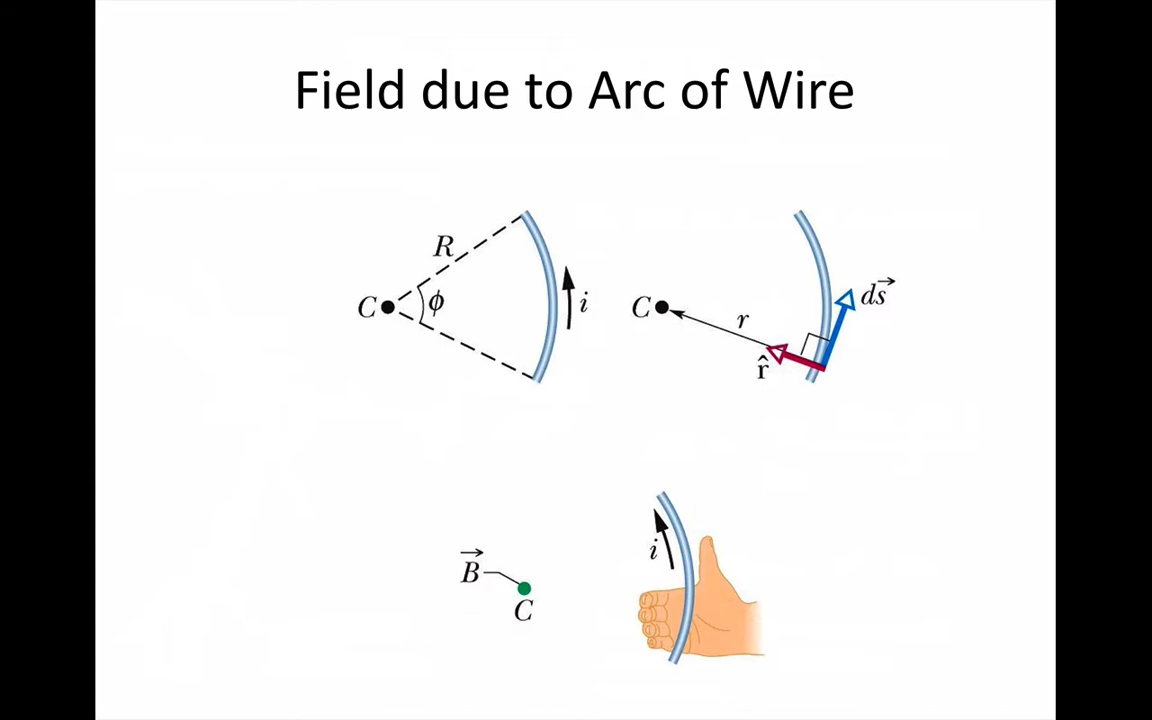 Field due to Arc of Wire
R
C
ϕ
i
C
r
r̂
ds⃗
i
B⃗
C